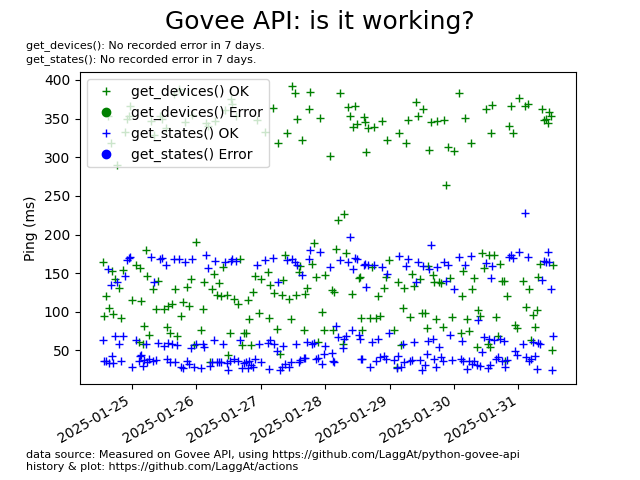 Govee API: is it working?
get_devices(): No recorded error in 7 days.
get_states(): No recorded error in 7 days.
get_devices() OK
get_devices() Error
get_states() OK
get_states() Error
Ping (ms)
400
350
300
250
200
150
100
50
2025-01-25
2025-01-26
2025-01-27
2025-01-28
2025-01-29
2025-01-30
2025-01-31
data source: Measured on Govee API, using https://github.com/LaggAt/python-govee-api
history & plot: https://github.com/LaggAt/actions